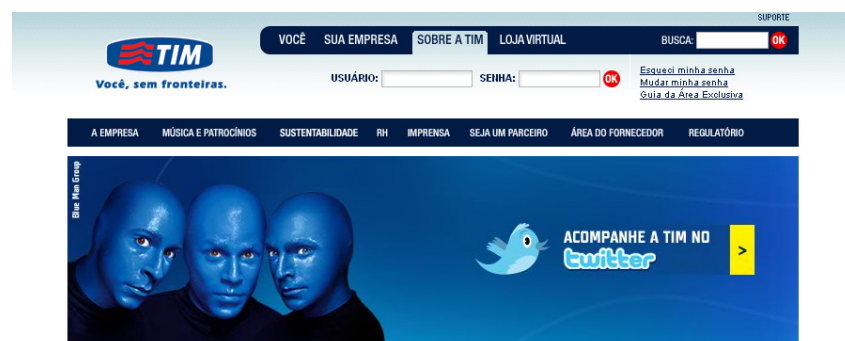 SUPORTE
TIM
Você, sem fronteiras.
VOCÊ SUA EMPRESA SOBRE A TIM LOJA VIRTUAL BUSCA: OK
USUÁRIO: SENHA: OK
Esqueci minha senha
Mudar minha senha
Guia da Área Exclusiva
A EMPRESA MÚSICA E PATROCÍNIOS SUSTENTABILIDADE RH IMPRENSA SEJA UM PARCEIRO ÁREA DO FORNECEDOR REGULATÓRIO
Blue Man Group
ACOMPANHE A TIM NO
twitter
>